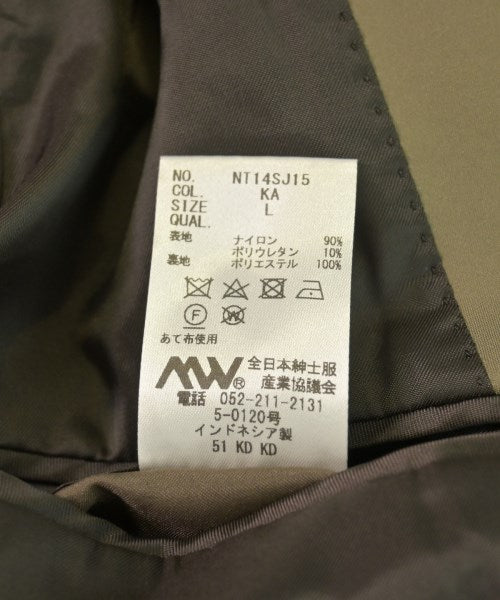 NO. NT14SJ15
COL. KA
SIZE L
QUAL.
表地 ナイロン 90%
ポリウレタン 10%
裏地 ポリエステル 100%
F W
あて布使用
MW® 全日本紳士服
産業協議会
電話 052-211-2131
5-0120号
インドネシア製
51 KD KD